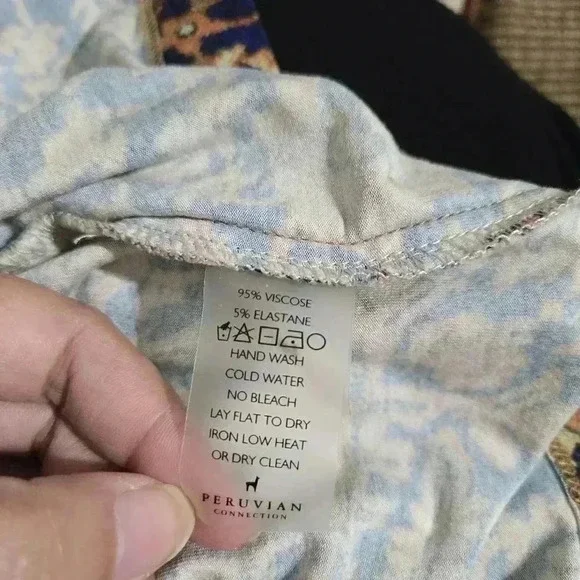 95% VISCOSE
5% ELASTANE
HAND WASH
COLD WATER
NO BLEACH
LAY FLAT TO DRY
IRON LOW HEAT
OR DRY CLEAN
PERUVIAN
CONNECTION